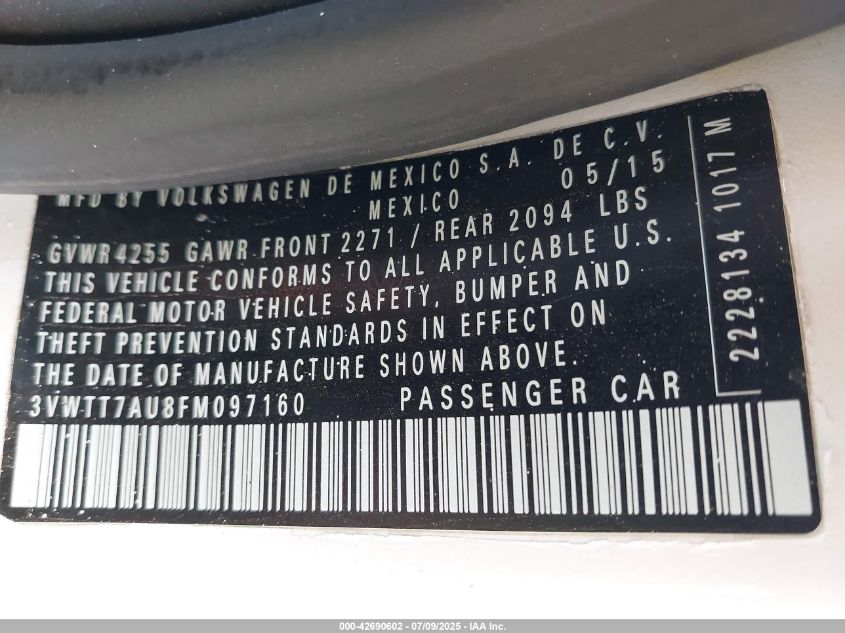 MFD BY VOLKSWAGEN DE MEXICO S.A. DE C.V.
MEXICO 05/15
GVWR 4255 GAWR FRONT 2271 / REAR 2094 LBS
THIS VEHICLE CONFORMS TO ALL APPLICABLE U.S.
FEDERAL MOTOR VEHICLE SAFETY, BUMPER AND
THEFT PREVENTION STANDARDS IN EFFECT ON
THE DATE OF MANUFACTURE SHOWN ABOVE.
3VWTT7AU8FM097160 PASSENGER CAR
2228134 1017 M
000-42690602 - 07/09/2025 - IAA Inc.